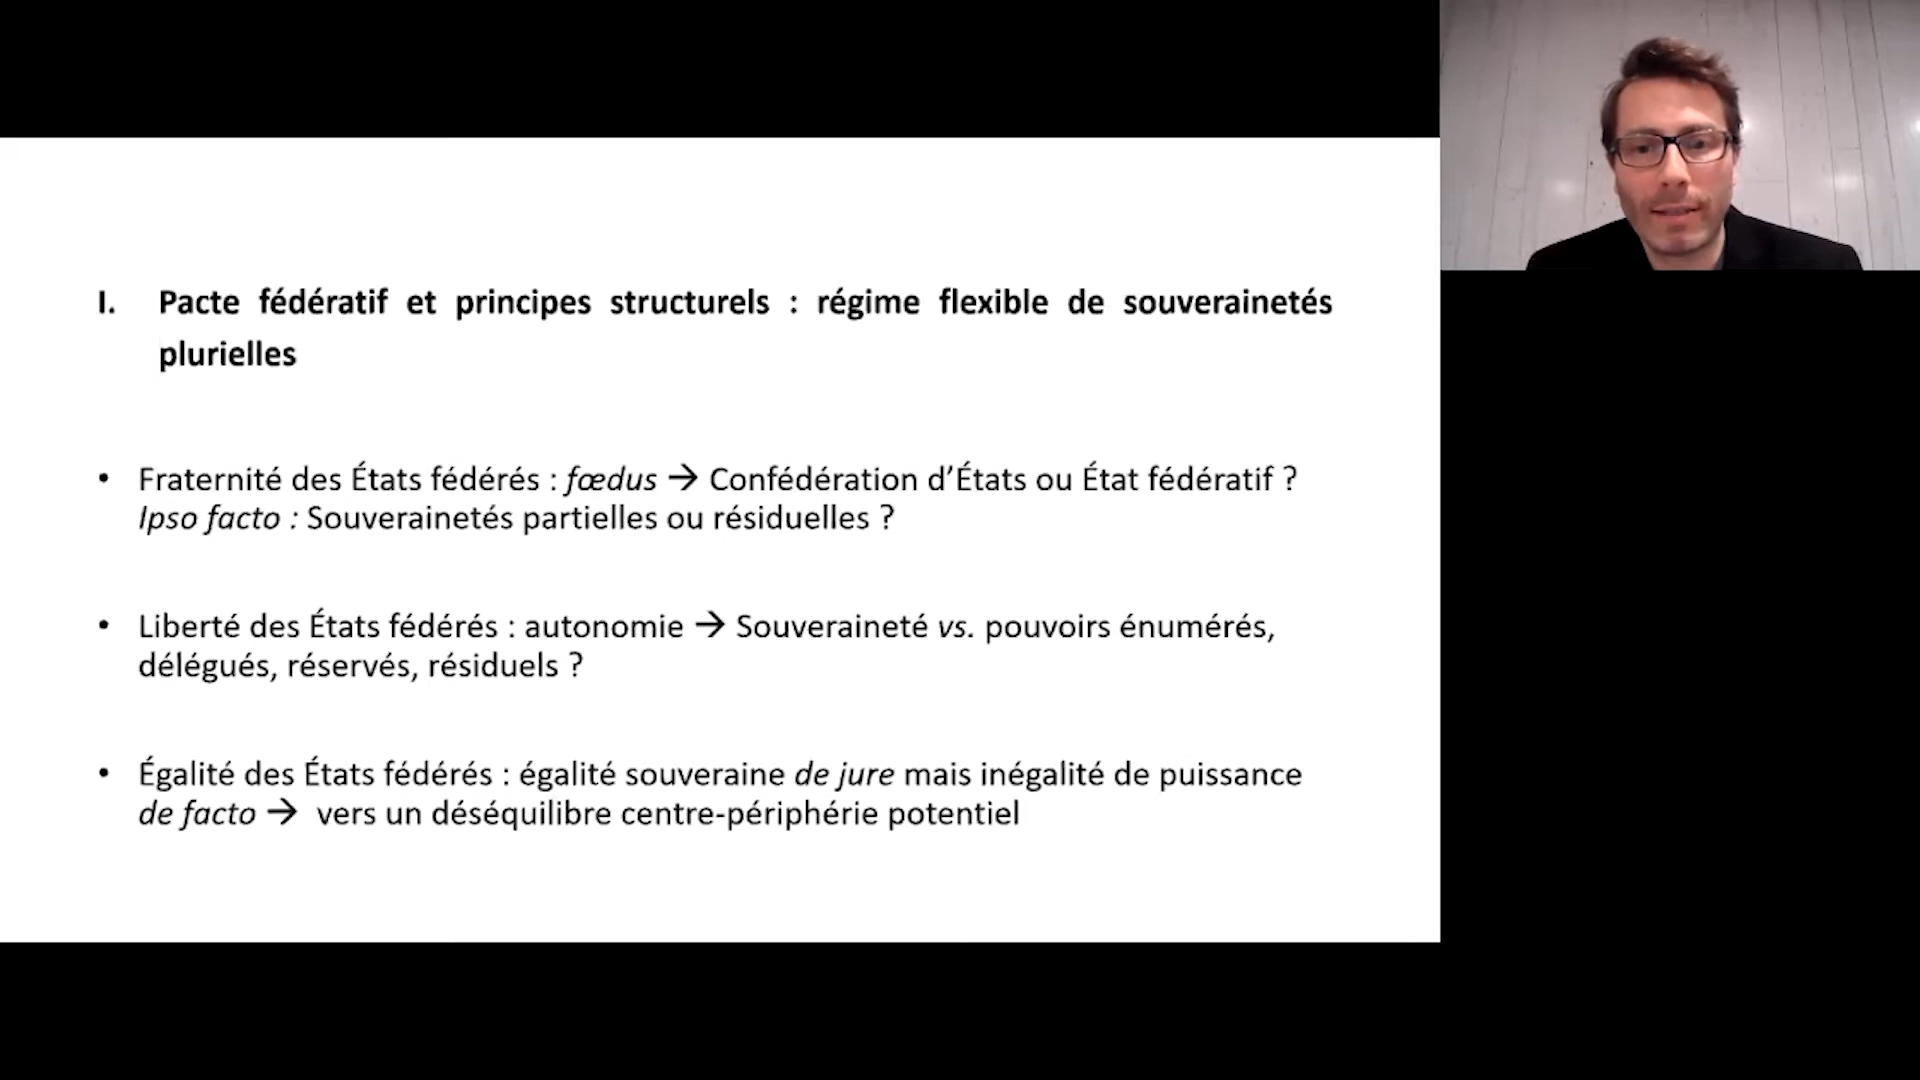 I. Pacte fédératif et principes structurels : régime flexible de souverainetés
plurielles
• Fraternité des États fédérés : fœdus → Confédération d’États ou État fédératif ?
Ipso facto : Souverainetés partielles ou résiduelles ?
• Liberté des États fédérés : autonomie → Souveraineté vs. pouvoirs énumérés,
délégués, réservés, résiduels ?
• Égalité des États fédérés : égalité souveraine de jure mais inégalité de puissance
de facto → vers un déséquilibre centre-périphérie potentiel